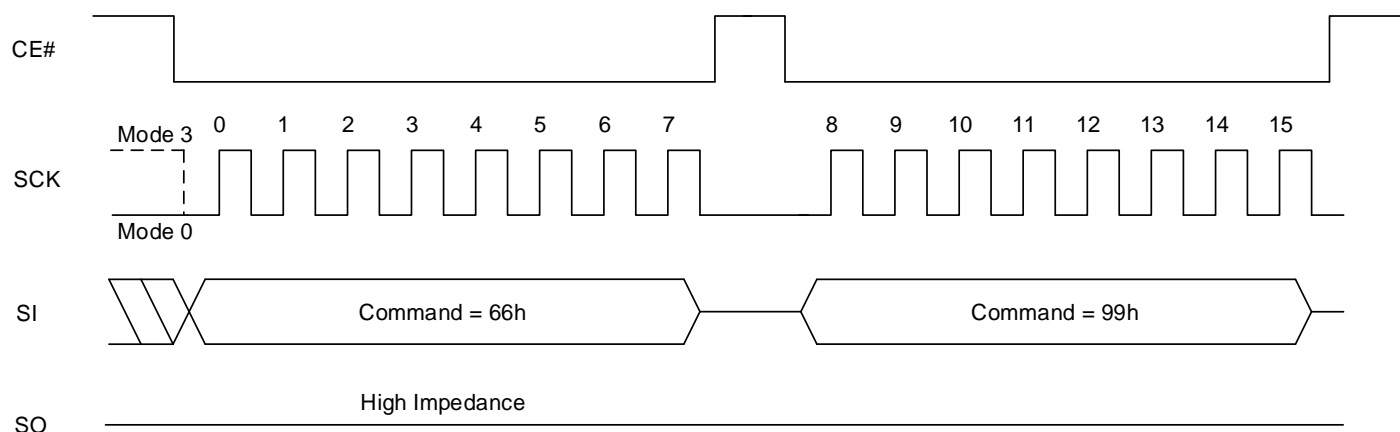 CE#
Mode 3
0 1 2 3 4 5 6 7 8 9 10 11 12 13 14 15
SCK
Mode 0
SI
Command = 66h
Command = 99h
High Impedance
SO